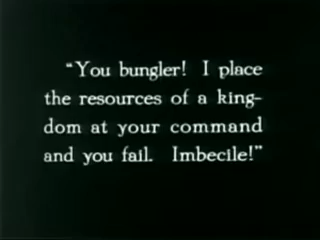 "You bungler! I place
the resources of a king-
dom at your command
and you fail. Imbecile!"